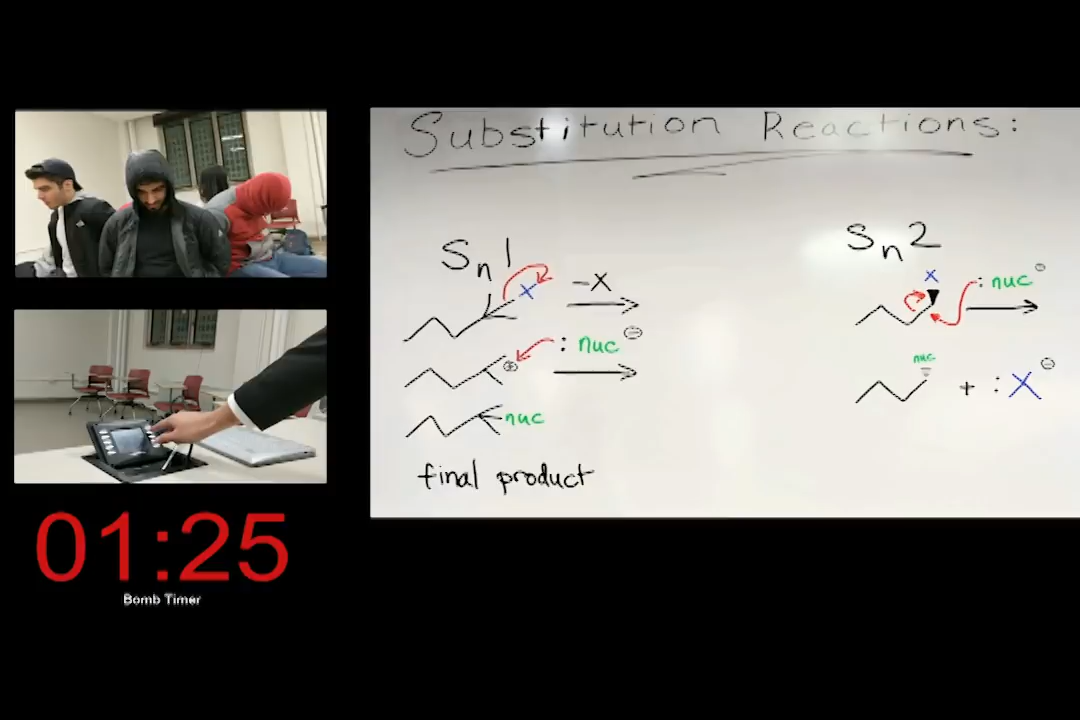 Substitution Reactions:
Sn1
X
-X
: nuc ⊖
⊕
nuc
final product
Sn2
X
: nuc ⊖
nuc
+ : X ⊖
01:25
Bomb Timer